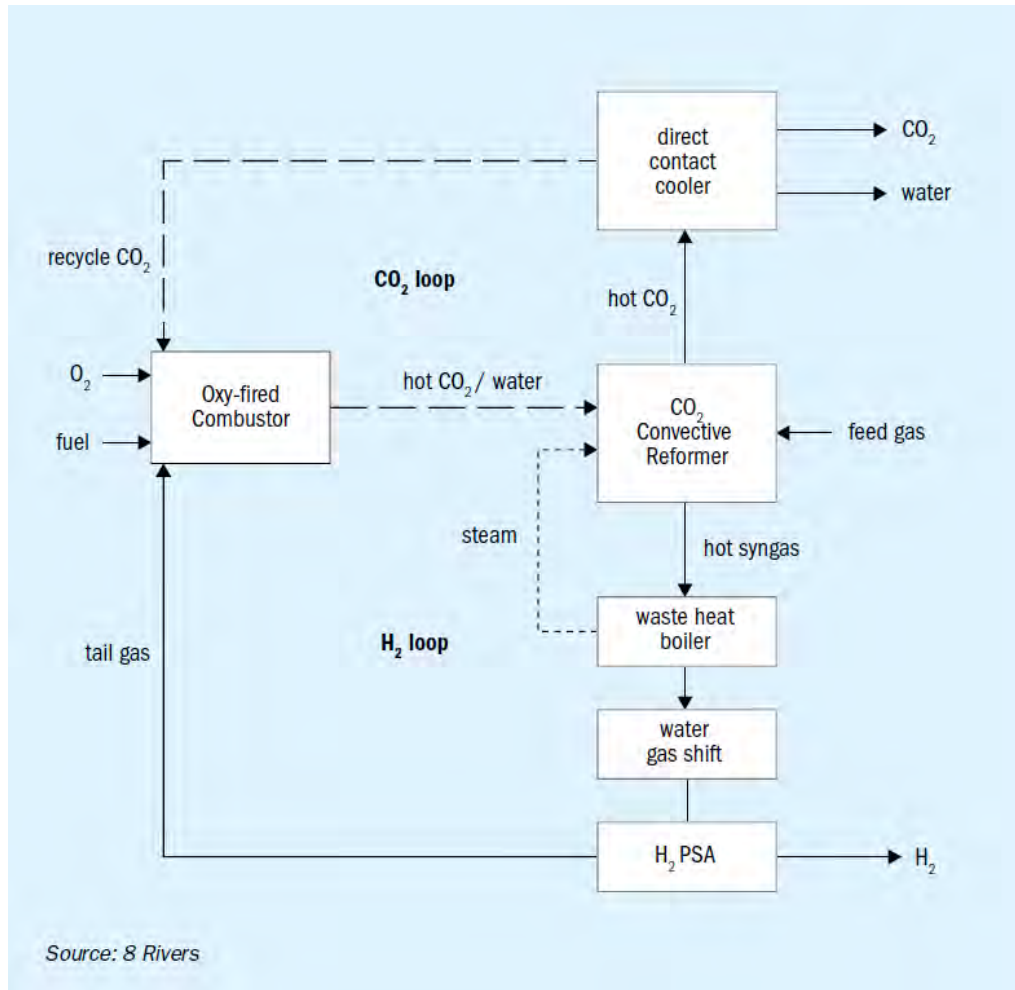 direct
contact
cooler
CO₂
water
recycle CO₂
CO₂ loop
hot CO₂
O₂
fuel
Oxy-fired
Combustor
hot CO₂/ water
CO₂
Convective
Reformer
feed gas
steam
hot syngas
waste heat
boiler
tail gas
H₂ loop
water
gas shift
H₂ PSA
H₂
Source: 8 Rivers